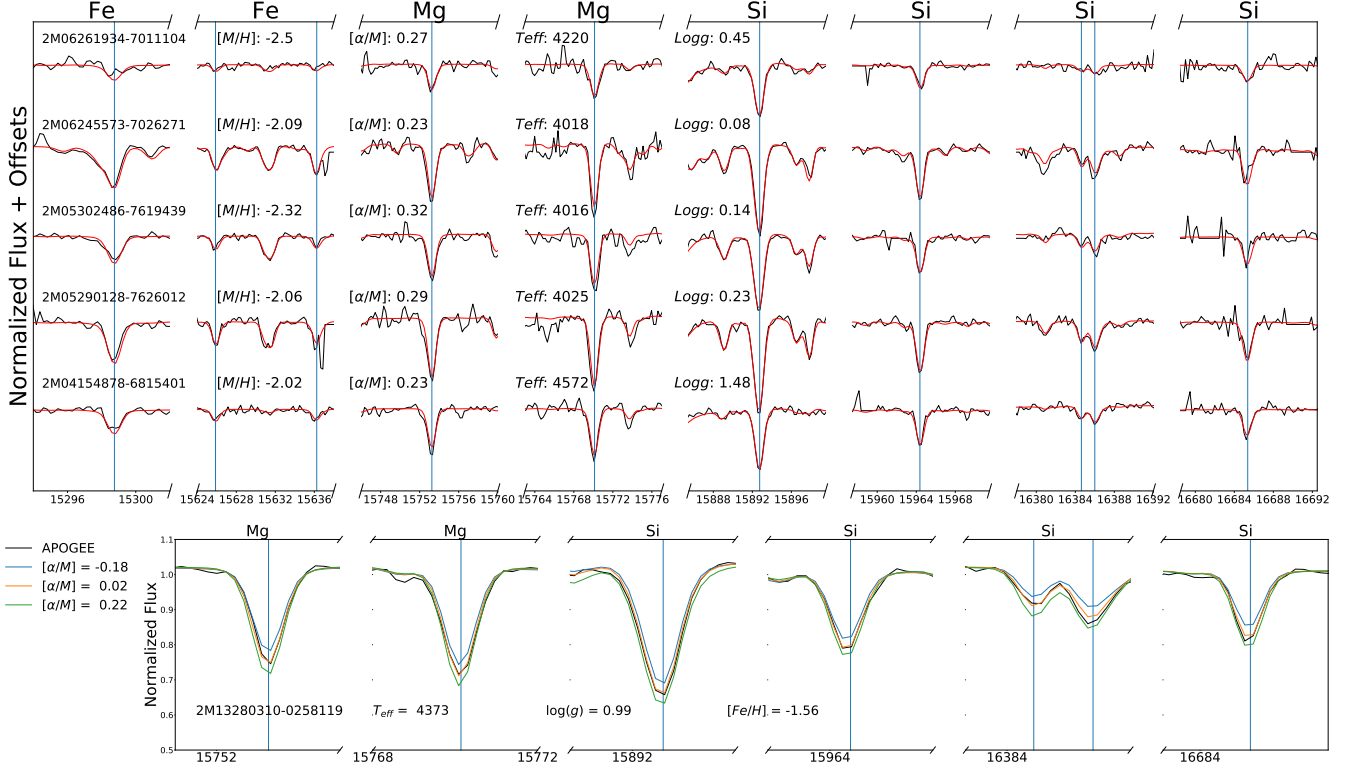 Fe Fe Mg Mg Si Si Si Si
Normalized Flux + Offsets
2M06261934-7011104 [M/H]: -2.5 [α/M]: 0.27 Teff: 4220 Logg: 0.45
2M06245573-7026271 [M/H]: -2.09 [α/M]: 0.23 Teff: 4018 Logg: 0.08
2M05302486-7619439 [M/H]: -2.32 [α/M]: 0.32 Teff: 4016 Logg: 0.14
2M05290128-7626012 [M/H]: -2.06 [α/M]: 0.29 Teff: 4025 Logg: 0.23
2M04154878-6815401 [M/H]: -2.02 [α/M]: 0.23 Teff: 4572 Logg: 1.48
15296 15300 15624 15628 15632 15636 15748 15752 15756 15760 15764 15768 15772 15776 15888 15892 15896 15960 15964 15968 16380 16384 16388 16392 16680 16684 16688 16692
Mg Mg Si Si Si Si
APOGEE
[α/M] = -0.18
[α/M] = 0.02
[α/M] = 0.22
Normalized Flux
1.1
1.0
0.9
0.8
0.7
0.6
0.5
2M13280310-0258119 Teff = 4373 log(g) = 0.99 [Fe/H] = -1.56
15752 15768 15772 15892 15964 16384 16684